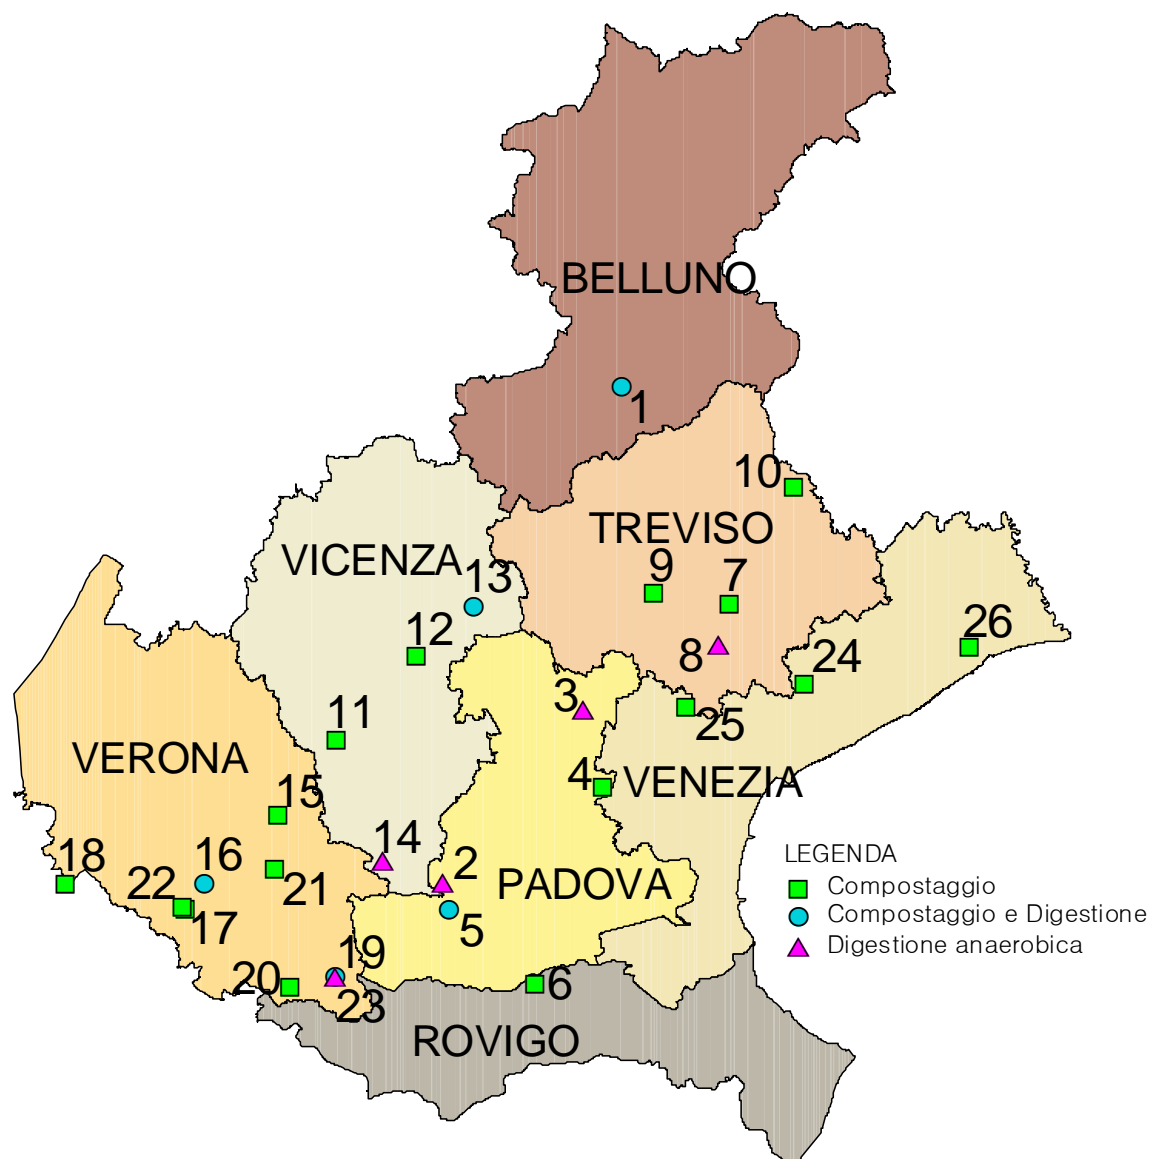 BELLUNO
1
10
TREVISO
VICENZA
13
9
7
12
26
8
24
3
25
11
VERONA
4
VENEZIA
15
14
18
16
2
22
21
PADOVA
17
5
19
20
6
23
ROVIGO
LEGENDA
Compostaggio
Compostaggio e Digestione
Digestione anaerobica